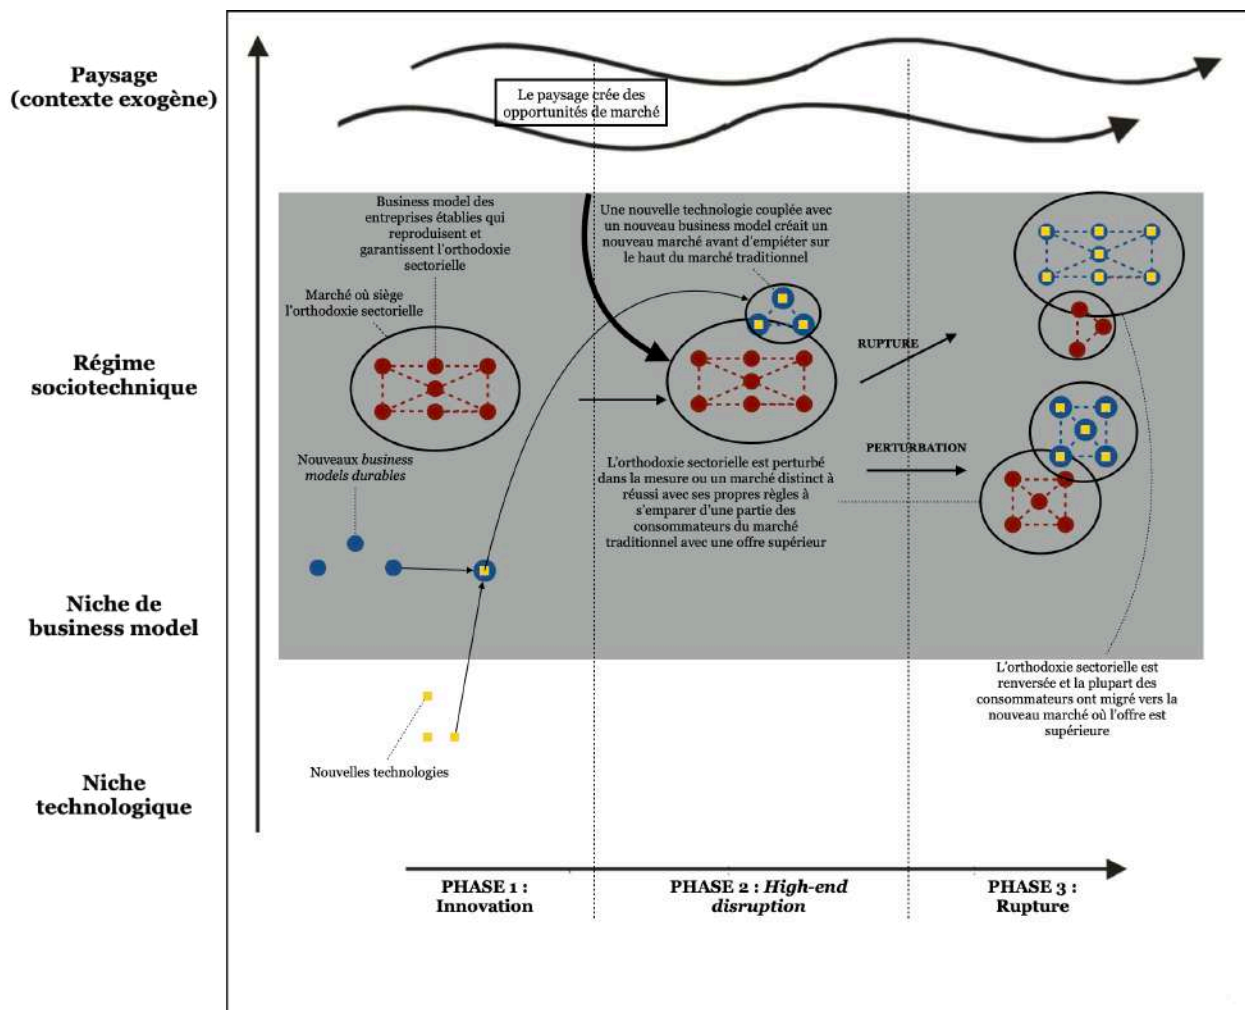 Paysage
(contexte exogène)
Le paysage crée des
opportunités de marché
Business model des
entreprises établies qui
reproduisent et
garantissent l'orthodoxie
sectorielle
Marché où siège
l'orthodoxie sectorielle
Une nouvelle technologie couplée avec
un nouveau business model créait un
nouveau marché avant d'empiéter sur
le haut du marché traditionnel
Régime
sociotechnique
RUPTURE
PERTURBATION
Nouveaux business
models durables
L'orthodoxie sectorielle est perturbé
dans la mesure ou un marché distinct à
réussi avec ses propres règles à
s'emparer d'une partie des
consommateurs du marché
traditionnel avec une offre supérieur
Niche de
business model
L'orthodoxie sectorielle est
renversée et la plupart des
consommateurs ont migré vers la
nouveau marché où l'offre est
supérieure
Nouvelles technologies
Niche
technologique
PHASE 1 :
Innovation
PHASE 2 : High-end
disruption
PHASE 3 :
Rupture